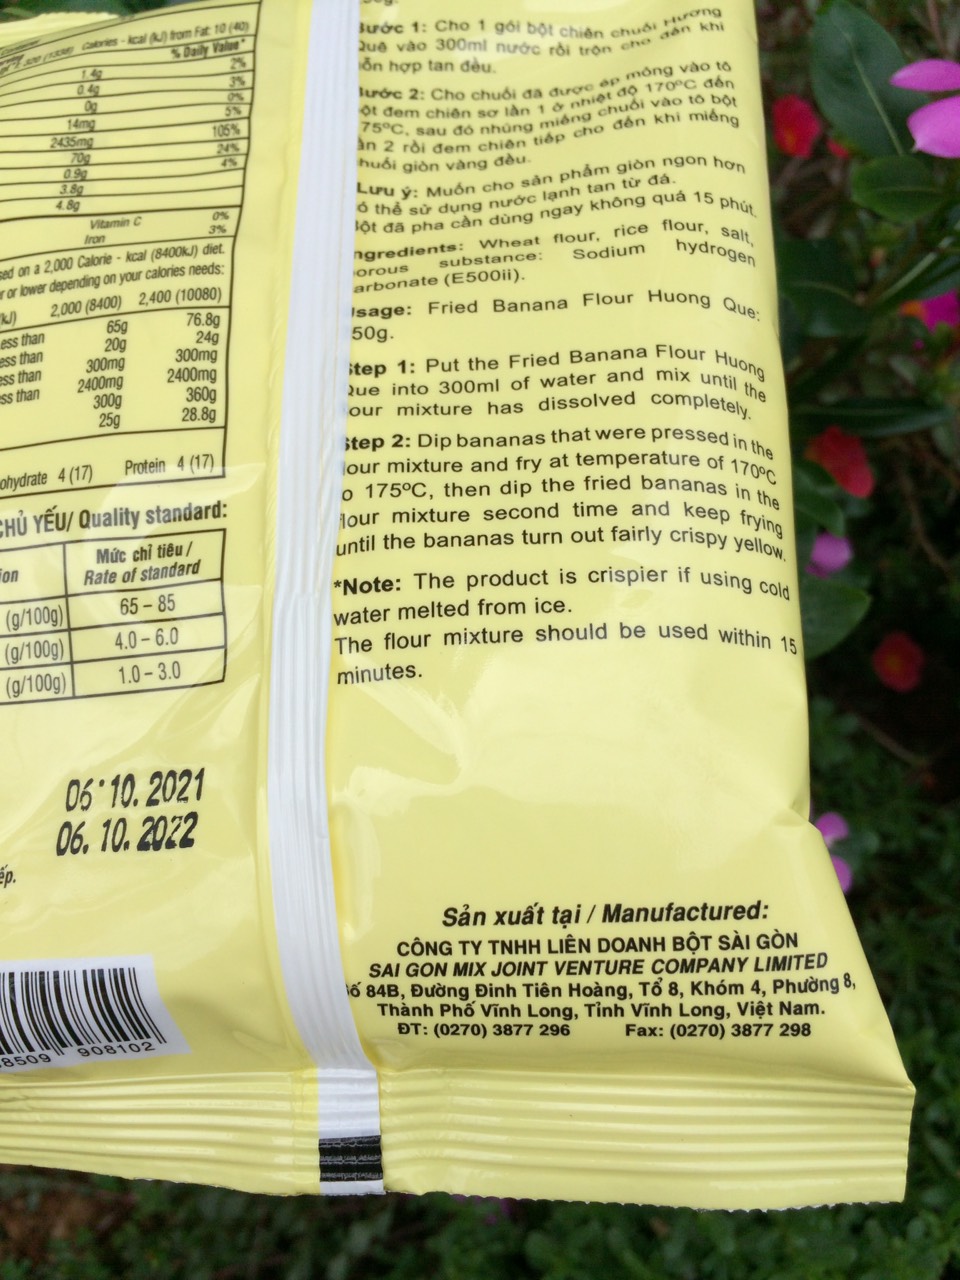 Calories - kcal (kJ) from Fat: 10 (40)
% Daily Value*
1.4g 2%
0.4g 3%
0g 0%
14mg 5%
2435mg 105%
70g 24%
0.9g 4%
3.8g
4.8g
Vitamin C 0%
Iron 3%
on a 2,000 Calorie - kcal (8400kJ) diet.
or lower depending on your calories needs:
2,000 (8400) 2,400 (10080)
than 65g 76.8g
than 20g 24g
than 300mg 300mg
than 2400mg 2400mg
300g 360g
25g 28.8g
4 (17) Protein 4 (17)
CHỦ YẾU/ Quality standard:
Mức chỉ tiêu /
Rate of standard
(g/100g) 65 – 85
(g/100g) 4.0 – 6.0
(g/100g) 1.0 – 3.0
06 10. 2021
06. 10. 2022
8509 908102
Bước 1: Cho 1 gói bột chiên chuối Hương
Quê vào 300ml nước rồi trộn cho đến khi
hỗn hợp tan đều.
Bước 2: Cho chuối đã được ép mỏng vào tô
bột đem chiên sơ lần 1 ở nhiệt độ 170ºC đến
175ºC, sau đó nhúng miếng chuối vào tô bột
lần 2 rồi đem chiên tiếp cho đến khi miếng
chuối giòn vàng đều.
Lưu ý: Muốn cho sản phẩm giòn ngon hơn
có thể sử dụng nước lạnh tan từ đá.
Bột đã pha cần dùng ngay không quá 15 phút.
Ingredients: Wheat flour, rice flour, salt,
porous substance: Sodium hydrogen
carbonate (E500ii).
Usage: Fried Banana Flour Huong Que:
50g.
Step 1: Put the Fried Banana Flour Huong
Que into 300ml of water and mix until the
flour mixture has dissolved completely.
Step 2: Dip bananas that were pressed in the
flour mixture and fry at temperature of 170ºC
to 175ºC, then dip the fried bananas in the
flour mixture second time and keep frying
until the bananas turn out fairly crispy yellow.
*Note: The product is crispier if using cold
water melted from ice.
The flour mixture should be used within 15
minutes.
Sản xuất tại / Manufactured:
CÔNG TY TNHH LIÊN DOANH BỘT SÀI GÒN
SAI GON MIX JOINT VENTURE COMPANY LIMITED
Số 84B, Đường Đinh Tiên Hoàng, Tổ 8, Khóm 4, Phường 8,
Thành Phố Vĩnh Long, Tỉnh Vĩnh Long, Việt Nam.
ĐT: (0270) 3877 296 Fax: (0270) 3877 298